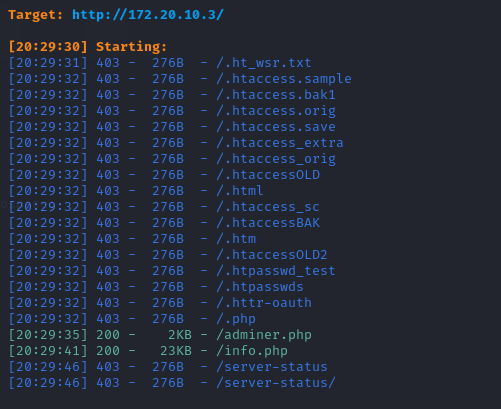 Target: http://172.20.10.3/
[20:29:30] Starting:
[20:29:31] 403 - 276B - /.ht_wsr.txt
[20:29:32] 403 - 276B - /.htaccess.sample
[20:29:32] 403 - 276B - /.htaccess.bak1
[20:29:32] 403 - 276B - /.htaccess.orig
[20:29:32] 403 - 276B - /.htaccess.save
[20:29:32] 403 - 276B - /.htaccess_extra
[20:29:32] 403 - 276B - /.htaccess_orig
[20:29:32] 403 - 276B - /.htaccessOLD
[20:29:32] 403 - 276B - /.html
[20:29:32] 403 - 276B - /.htaccess_sc
[20:29:32] 403 - 276B - /.htaccessBAK
[20:29:32] 403 - 276B - /.htm
[20:29:32] 403 - 276B - /.htaccessOLD2
[20:29:32] 403 - 276B - /.htpasswd_test
[20:29:32] 403 - 276B - /.htpasswds
[20:29:32] 403 - 276B - /.httr-oauth
[20:29:32] 403 - 276B - /.php
[20:29:35] 200 - 2KB - /adminer.php
[20:29:41] 200 - 23KB - /info.php
[20:29:46] 403 - 276B - /server-status
[20:29:46] 403 - 276B - /server-status/